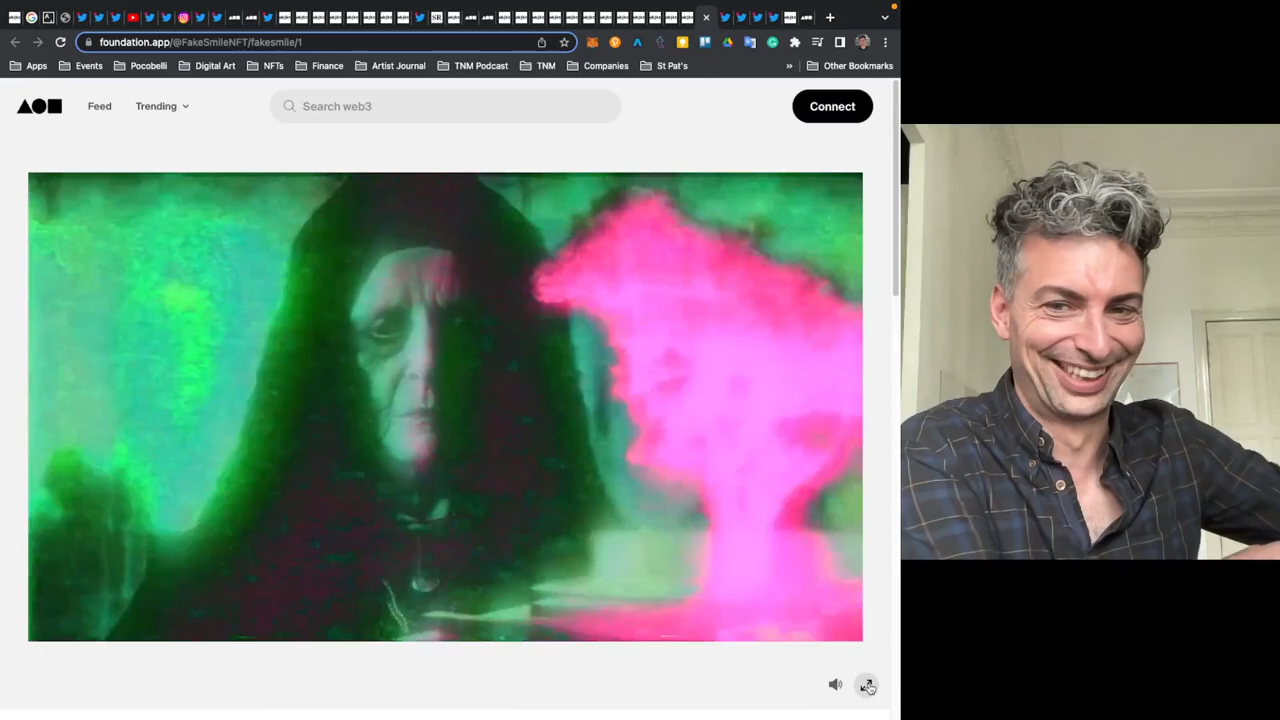 foundation.app/@FakeSmileNFT/fakesmile/1
Apps Events Pocobelli Digital Art NFTs Finance Artist Journal TNM Podcast TNM Companies St Pat's » Other Bookmarks
Feed Trending Search web3 Connect